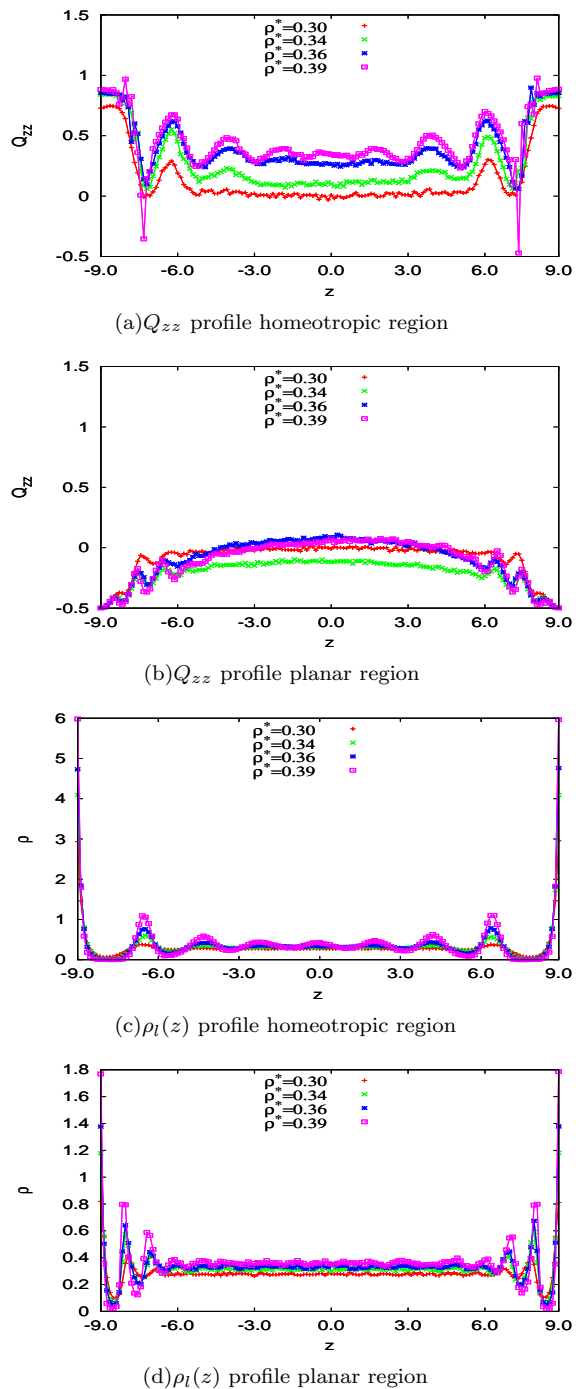 1.5
1
0.5
0
-0.5
Q_zz
ρ*=0.30
ρ*=0.34
ρ*=0.36
ρ*=0.39
-9.0 -6.0 -3.0 0.0 3.0 6.0 9.0
z
(a)Q_zz profile homeotropic region
1.5
1
0.5
0
-0.5
Q_zz
ρ*=0.30
ρ*=0.34
ρ*=0.36
ρ*=0.39
-9.0 -6.0 -3.0 0.0 3.0 6.0 9.0
z
(b)Q_zz profile planar region
6
5
4
3
2
1
0
ρ
ρ*=0.30
ρ*=0.34
ρ*=0.36
ρ*=0.39
-9.0 -6.0 -3.0 0.0 3.0 6.0 9.0
z
(c)ρ_l(z) profile homeotropic region
1.8
1.6
1.4
1.2
1
0.8
0.6
0.4
0.2
0
ρ
ρ*=0.30
ρ*=0.34
ρ*=0.36
ρ*=0.39
-9.0 -6.0 -3.0 0.0 3.0 6.0 9.0
z
(d)ρ_l(z) profile planar region